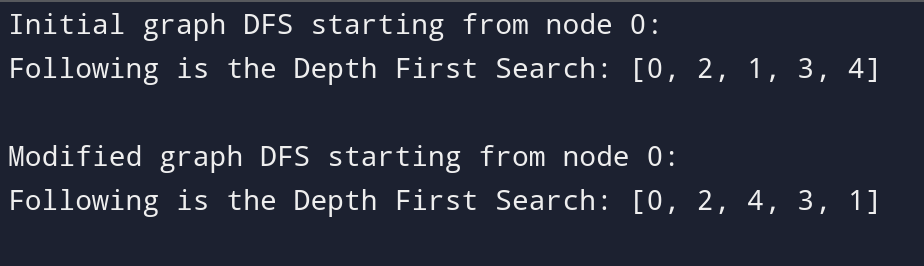 Initial graph DFS starting from node 0:
Following is the Depth First Search: [0, 2, 1, 3, 4]
Modified graph DFS starting from node 0:
Following is the Depth First Search: [0, 2, 4, 3, 1]